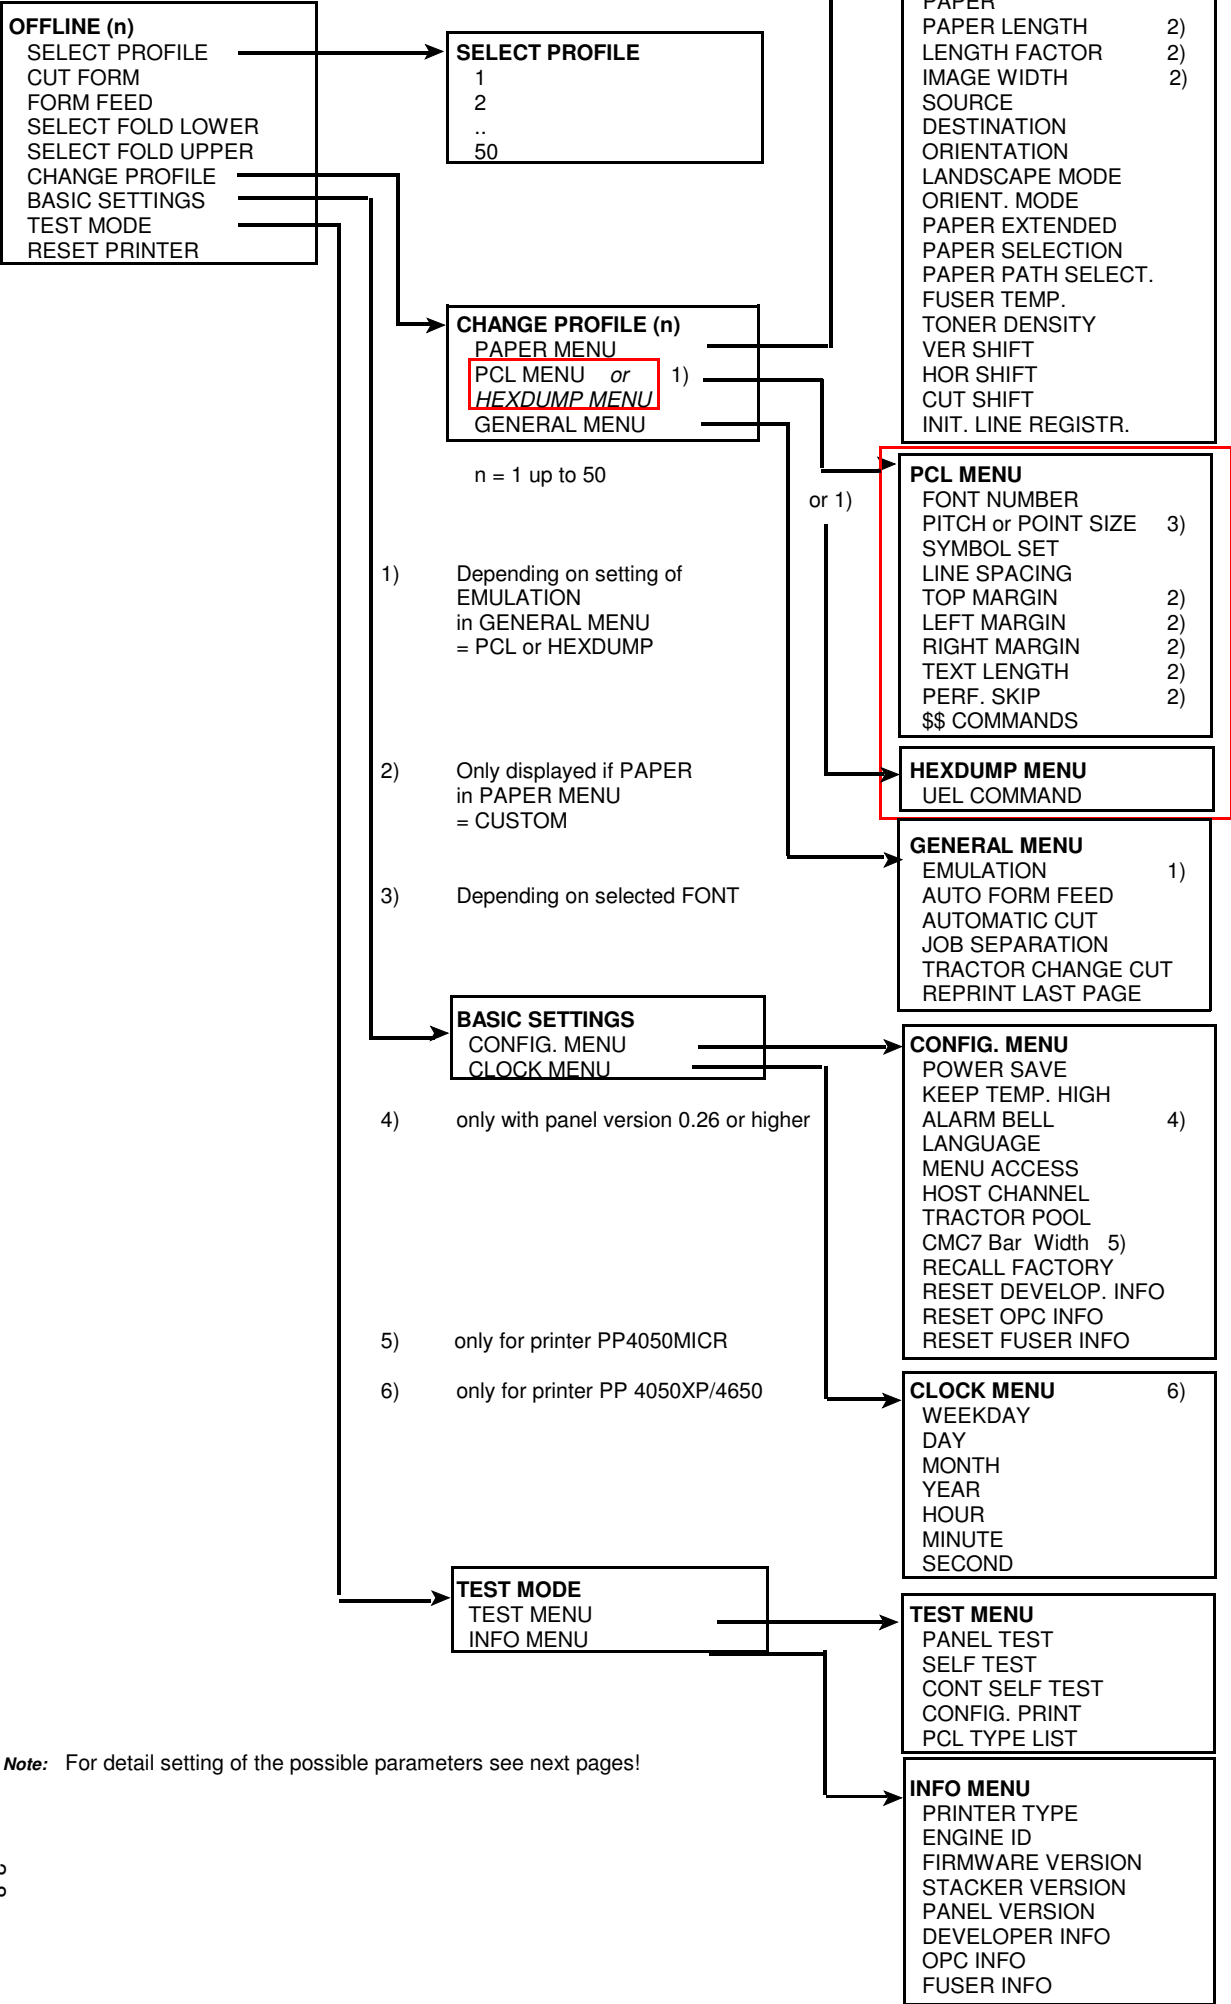 OFFLINE (n)
SELECT PROFILE
CUT FORM
FORM FEED
SELECT FOLD LOWER
SELECT FOLD UPPER
CHANGE PROFILE
BASIC SETTINGS
TEST MODE
RESET PRINTER
SELECT PROFILE
1
2
..
50
PAPER
PAPER LENGTH 2)
LENGTH FACTOR 2)
IMAGE WIDTH 2)
SOURCE
DESTINATION
ORIENTATION
LANDSCAPE MODE
ORIENT. MODE
PAPER EXTENDED
PAPER SELECTION
PAPER PATH SELECT.
FUSER TEMP.
TONER DENSITY
VER SHIFT
HOR SHIFT
CUT SHIFT
INIT. LINE REGISTR.
CHANGE PROFILE (n)
PAPER MENU
PCL MENU or 1)
HEXDUMP MENU
GENERAL MENU
n = 1 up to 50
or 1)
PCL MENU
FONT NUMBER
PITCH or POINT SIZE 3)
SYMBOL SET
LINE SPACING
TOP MARGIN 2)
LEFT MARGIN 2)
RIGHT MARGIN 2)
TEXT LENGTH 2)
PERF. SKIP 2)
$$ COMMANDS
1) Depending on setting of
EMULATION
in GENERAL MENU
= PCL or HEXDUMP
HEXDUMP MENU
UEL COMMAND
2) Only displayed if PAPER
in PAPER MENU
= CUSTOM
GENERAL MENU
EMULATION 1)
AUTO FORM FEED
AUTOMATIC CUT
JOB SEPARATION
TRACTOR CHANGE CUT
REPRINT LAST PAGE
3) Depending on selected FONT
BASIC SETTINGS
CONFIG. MENU
CLOCK MENU
CONFIG. MENU
POWER SAVE
KEEP TEMP. HIGH
ALARM BELL 4)
LANGUAGE
MENU ACCESS
HOST CHANNEL
TRACTOR POOL
CMC7 Bar Width 5)
RECALL FACTORY
RESET DEVELOP. INFO
RESET OPC INFO
RESET FUSER INFO
4) only with panel version 0.26 or higher
5) only for printer PP4050MICR
6) only for printer PP 4050XP/4650
CLOCK MENU 6)
WEEKDAY
DAY
MONTH
YEAR
HOUR
MINUTE
SECOND
TEST MODE
TEST MENU
INFO MENU
TEST MENU
PANEL TEST
SELF TEST
CONT SELF TEST
CONFIG. PRINT
PCL TYPE LIST
Note: For detail setting of the possible parameters see next pages!
INFO MENU
PRINTER TYPE
ENGINE ID
FIRMWARE VERSION
STACKER VERSION
PANEL VERSION
DEVELOPER INFO
OPC INFO
FUSER INFO